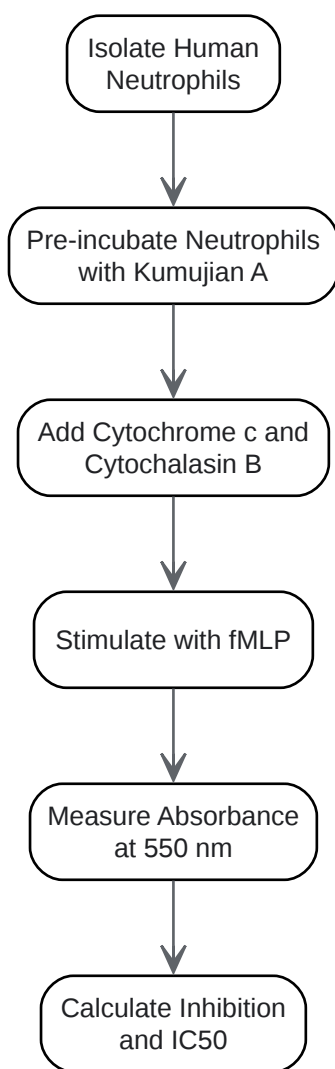 Isolate Human
Neutrophils
Pre-incubate Neutrophils
with Kumujian A
Add Cytochrome c and
Cytochalasin B
Stimulate with fMLP
Measure Absorbance
at 550 nm
Calculate Inhibition
and IC50